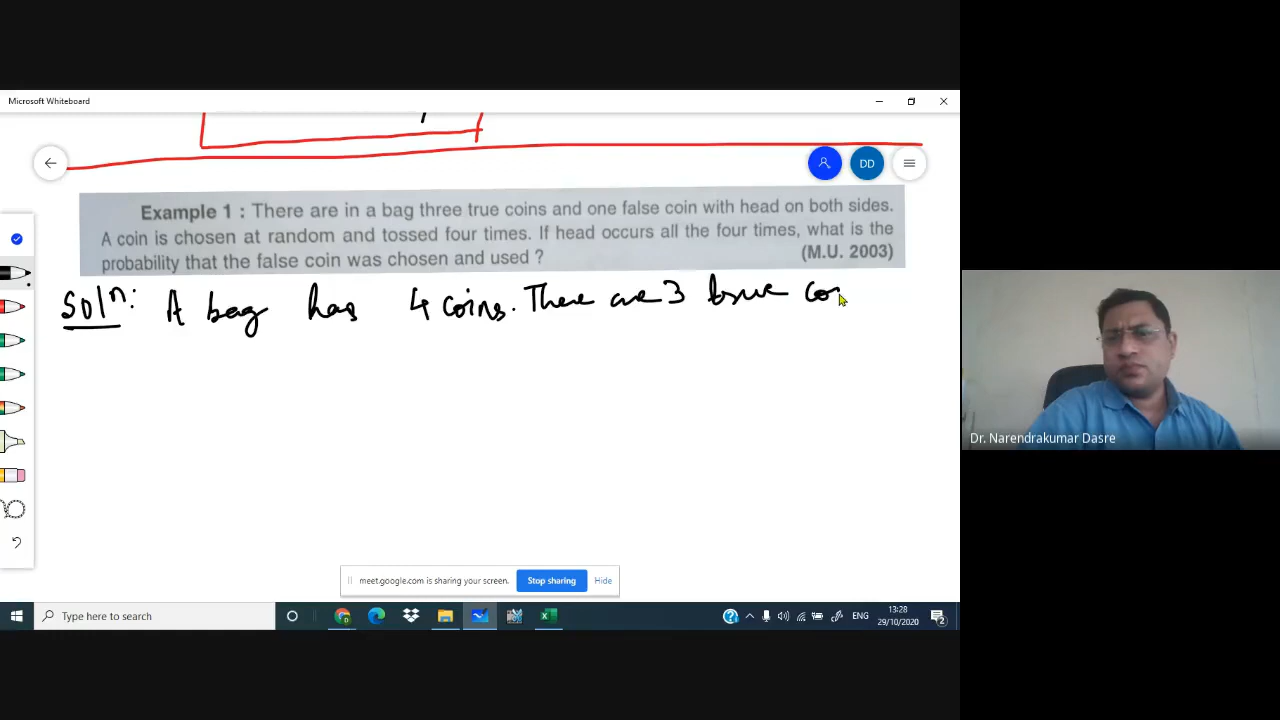 Microsoft Whiteboard
DD
Example 1 : There are in a bag three true coins and one false coin with head on both sides.
A coin is chosen at random and tossed four times. If head occurs all the four times, what is the
probability that the false coin was chosen and used ? (M.U. 2003)
Solⁿ: A bag has 4 coins. There are 3 true co
Dr. Narendrakumar Dasre
meet.google.com is sharing your screen. Stop sharing Hide
Type here to search
ENG
13:28
29/10/2020
2